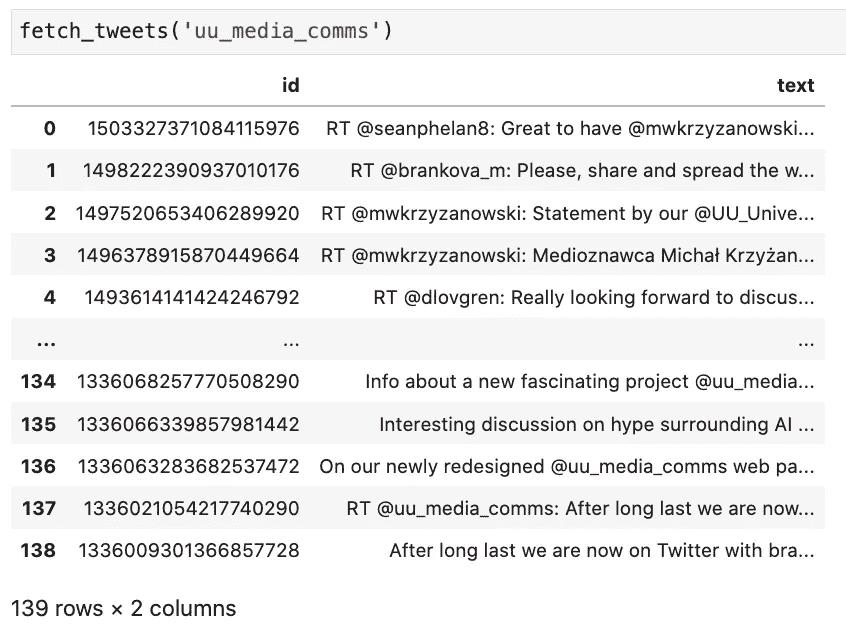 fetch_tweets('uu_media_comms')
id text
0 1503327371084115976 RT @seanphelan8: Great to have @mwkrzyzanowski...
1 1498222390937010176 RT @brankova_m: Please, share and spread the w...
2 1497520653406289920 RT @mwkrzyzanowski: Statement by our @UU_Unive...
3 1496378915870449664 RT @mwkrzyzanowski: Medioznawca Michał Krzyżan...
4 1493614141424246792 RT @dlovgren: Really looking forward to discus...
... ... ...
134 1336068257770508290 Info about a new fascinating project @uu_media...
135 1336066339857981442 Interesting discussion on hype surrounding AI ...
136 1336063283682537472 On our newly redesigned @uu_media_comms web pa...
137 1336021054217740290 RT @uu_media_comms: After long last we are now...
138 1336009301366857728 After long last we are now on Twitter with bra...
139 rows × 2 columns